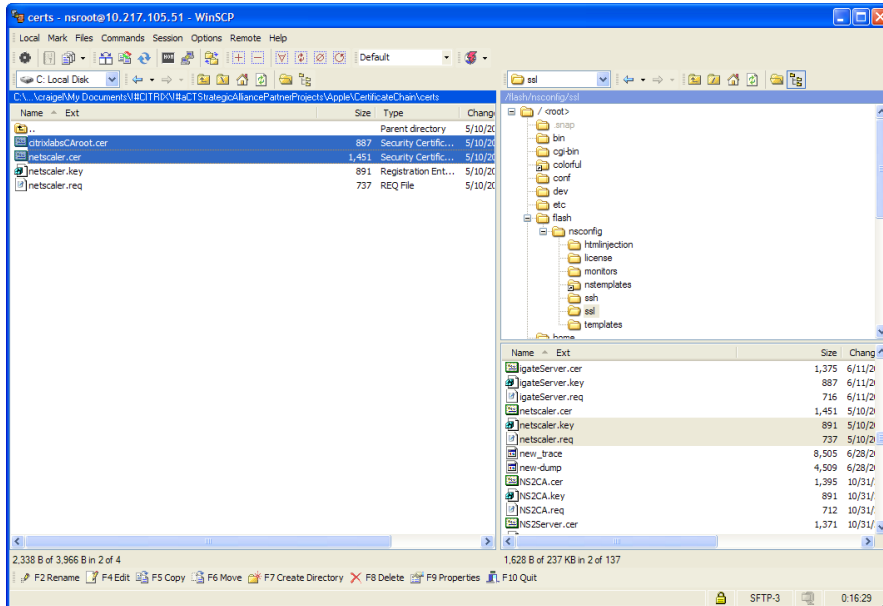 certs - nsroot@10.217.105.51 - WinSCP
Local Mark Files Commands Session Options Remote Help
Default
C: Local Disk
ssl
C:\...\craigel\My Documents\!#CITRIX\!#aCTStrategicAlliancePartnerProjects\Apple\CertificateChain\certs
/flash/nsconfig/ssl
Name Ext Size Type Chang
.. Parent directory 5/10/20
citrixlabsCAroot.cer 887 Security Certific... 5/10/20
netscaler.cer 1,451 Security Certific... 5/10/20
netscaler.key 891 Registration Ent... 5/10/20
netscaler.req 737 REQ File 5/10/20
/ <root>
.snap
bin
cgi-bin
colorful
conf
dev
etc
flash
nsconfig
htmlinjection
license
monitors
nstemplates
ssh
ssl
templates
home
Name Ext Size Chang
igateServer.cer 1,375 6/11/20
igateServer.key 887 6/11/20
igateServer.req 716 6/11/20
netscaler.cer 1,451 5/10/20
netscaler.key 891 5/10/20
netscaler.req 737 5/10/20
new_trace 8,505 6/28/20
new-dump 4,509 6/28/20
NS2CA.cer 1,395 10/31/
NS2CA.key 891 10/31/
NS2CA.req 712 10/31/
NS2Server.cer 1,371 10/31/
2,338 B of 3,966 B in 2 of 4
1,628 B of 237 KB in 2 of 137
F2 Rename F4 Edit F5 Copy F6 Move F7 Create Directory F8 Delete F9 Properties F10 Quit
SFTP-3 0:16:29